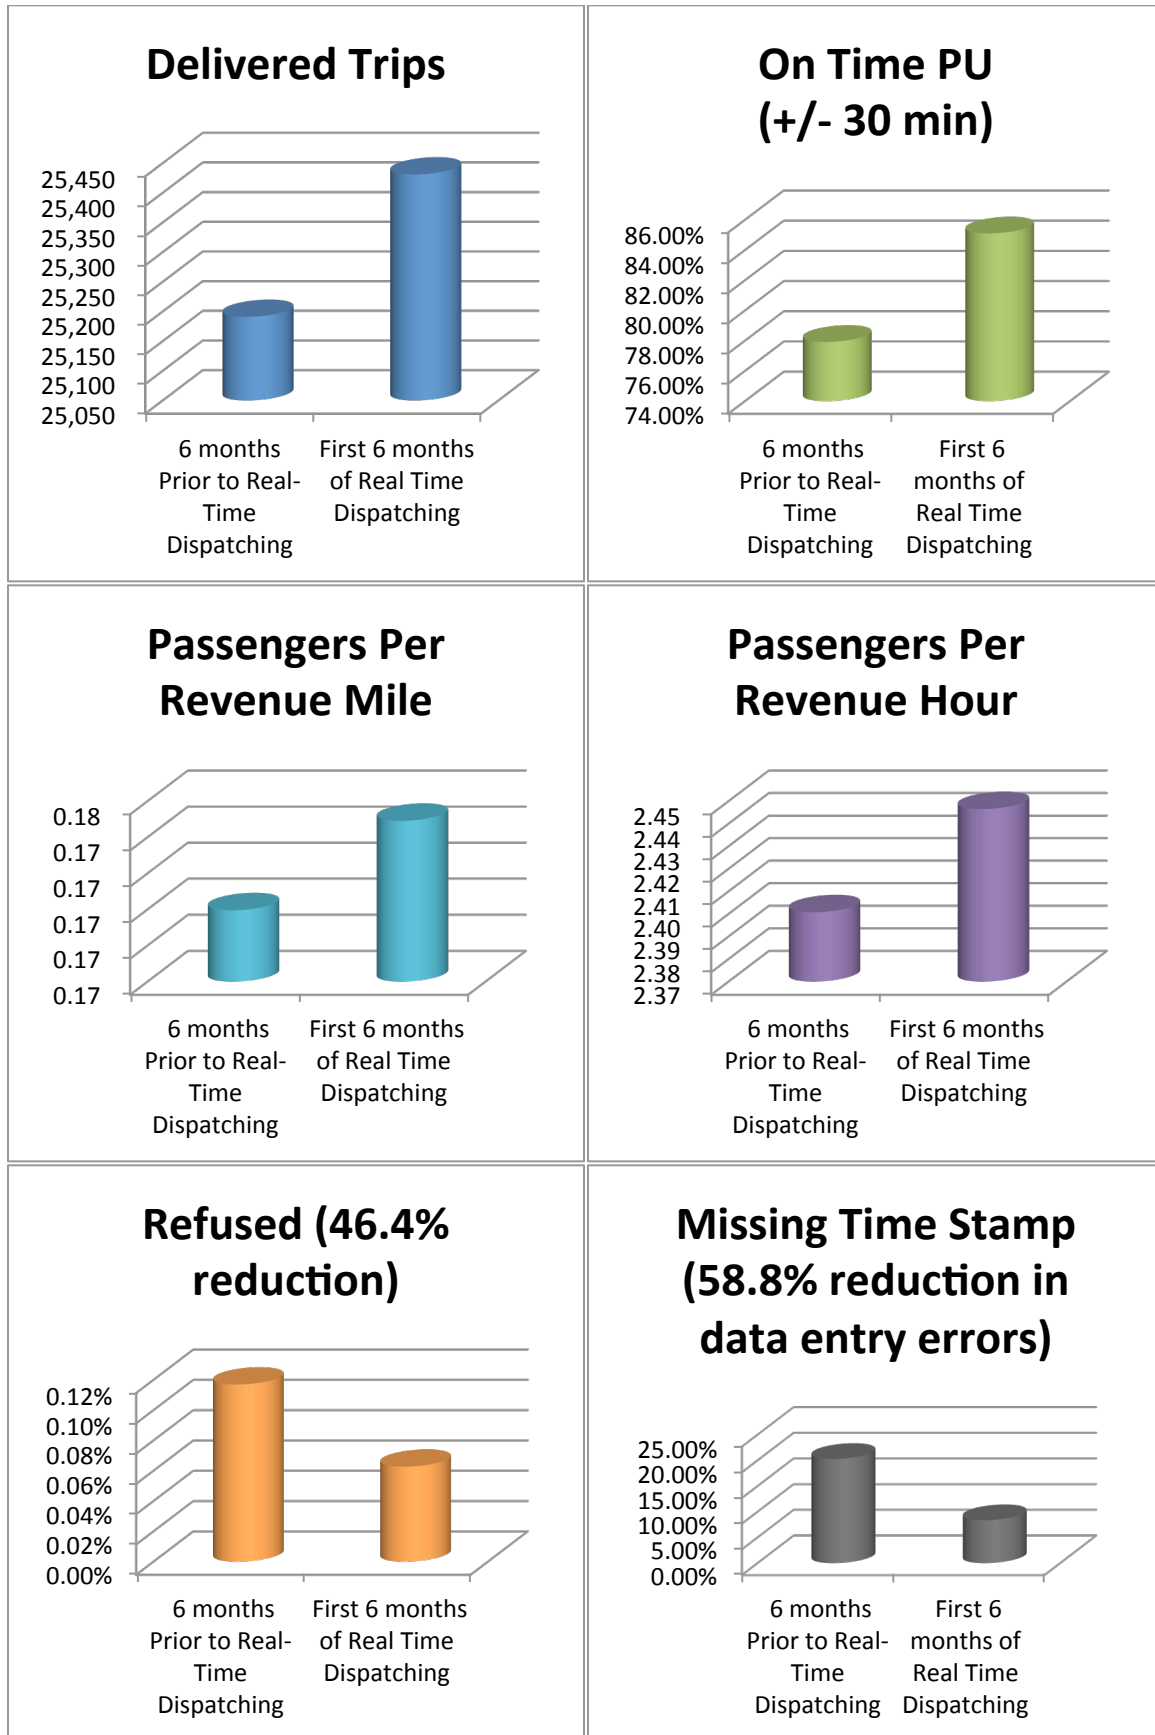 Delivered Trips
25,450
25,400
25,350
25,300
25,250
25,200
25,150
25,100
25,050
6 months
Prior to Real-
Time
Dispatching
First 6 months
of Real Time
Dispatching
On Time PU
(+/- 30 min)
86.00%
84.00%
82.00%
80.00%
78.00%
76.00%
74.00%
6 months
Prior to Real-
Time
Dispatching
First 6
months of
Real Time
Dispatching
Passengers Per
Revenue Mile
0.18
0.17
0.17
0.17
0.17
0.17
6 months
Prior to Real-
Time
Dispatching
First 6 months
of Real Time
Dispatching
Passengers Per
Revenue Hour
2.45
2.44
2.43
2.42
2.41
2.40
2.39
2.38
2.37
6 months
Prior to Real-
Time
Dispatching
First 6 months
of Real Time
Dispatching
Refused (46.4%
reduction)
0.12%
0.10%
0.08%
0.06%
0.04%
0.02%
0.00%
6 months
Prior to Real-
Time
Dispatching
First 6 months
of Real Time
Dispatching
Missing Time Stamp
(58.8% reduction in
data entry errors)
25.00%
20.00%
15.00%
10.00%
5.00%
0.00%
6 months
Prior to Real-
Time
Dispatching
First 6
months of
Real Time
Dispatching